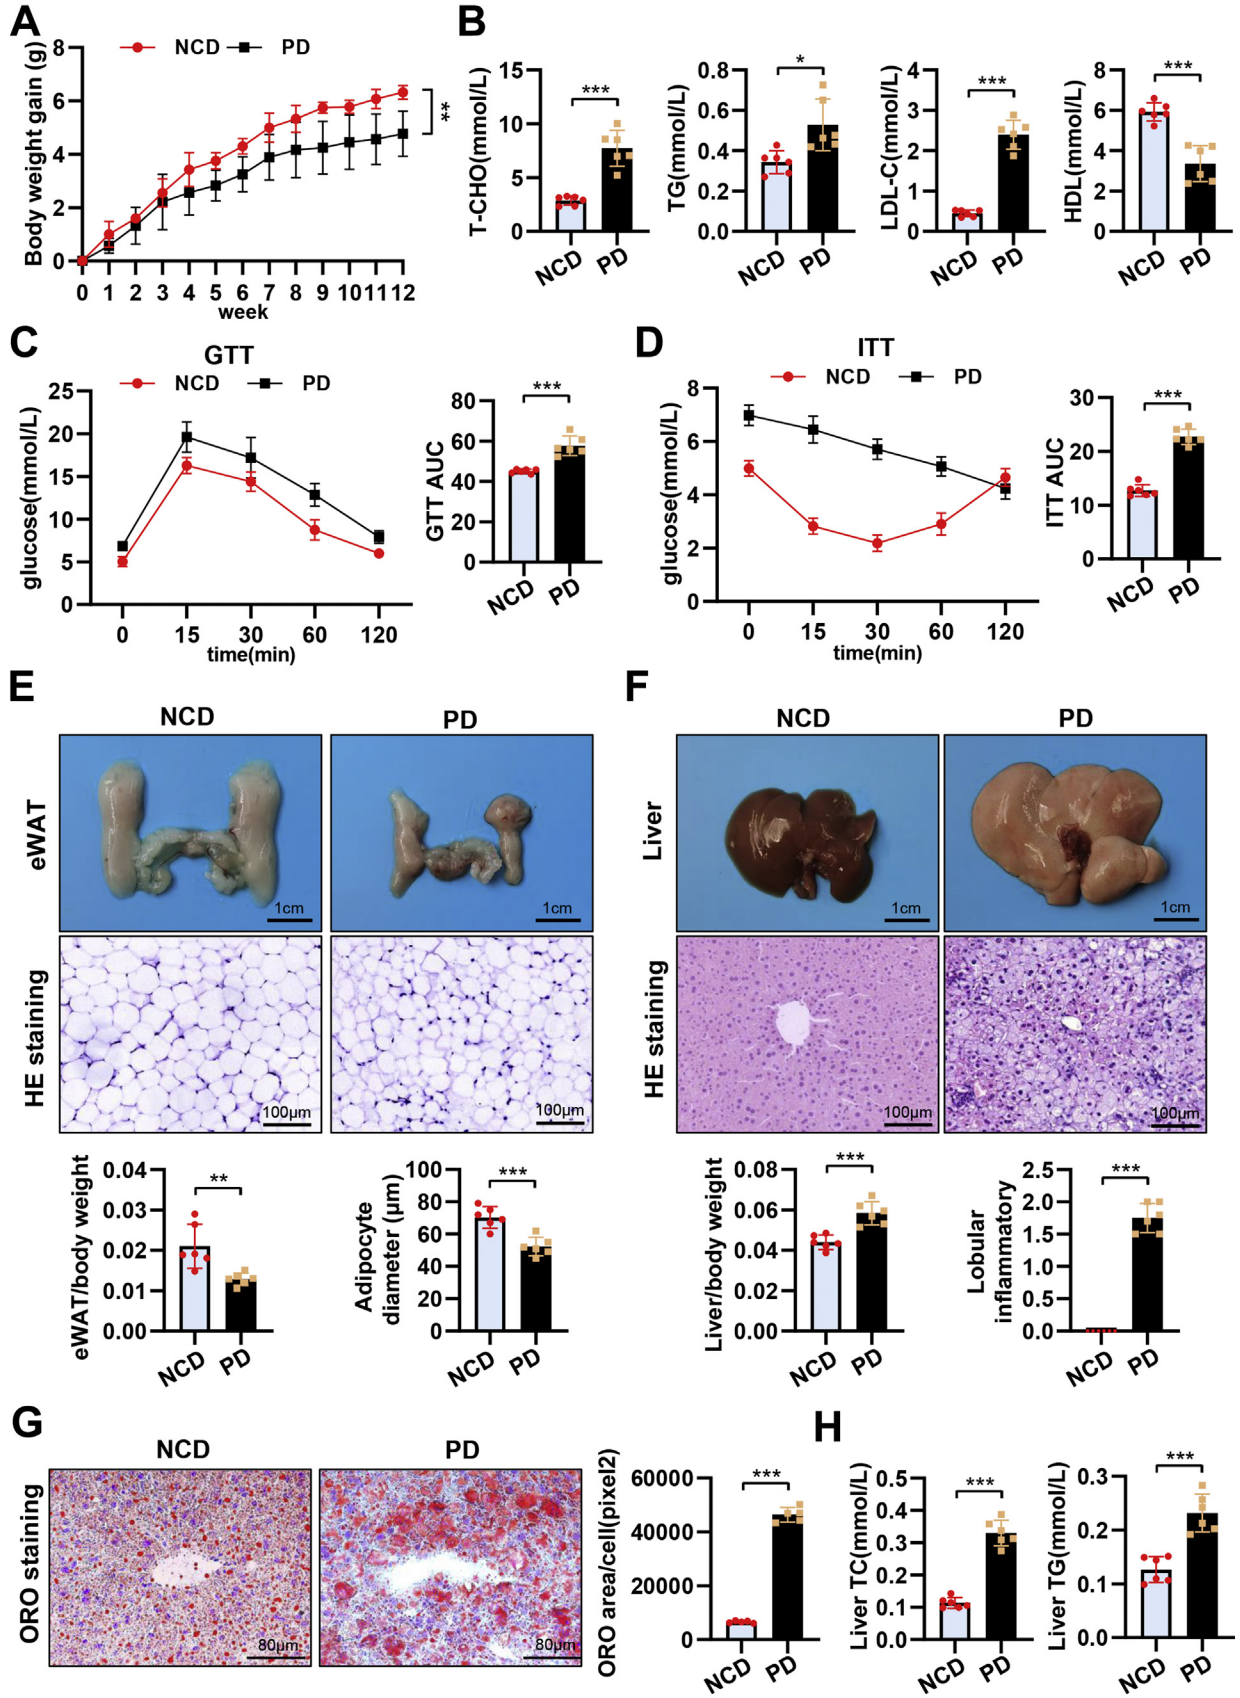 A
NCD PD
Body weight gain (g)
8
6
4
2
0
**
0 1 2 3 4 5 6 7 8 9 10 11 12
week
B
T-CHO(mmol/L)
15
10
5
0
***
NCD PD
TG(mmol/L)
0.8
0.6
0.4
0.2
0.0
*
NCD PD
LDL-C(mmol/L)
4
3
2
1
0
***
NCD PD
HDL(mmol/L)
8
6
4
2
0
***
NCD PD
C
GTT
NCD PD
glucose(mmol/L)
25
20
15
10
5
0
0 15 30 60 120
time(min)
GTT AUC
80
60
40
20
0
***
NCD PD
D
ITT
NCD PD
glucose(mmol/L)
8
6
4
2
0
0 15 30 60 120
time(min)
ITT AUC
30
20
10
0
***
NCD PD
E
NCD PD
eWAT
1cm 1cm
HE staining
100μm 100μm
eWAT/body weight
0.04
0.03
0.02
0.01
0.00
**
NCD PD
Adipocyte
diameter (μm)
100
80
60
40
20
0
***
NCD PD
F
NCD PD
Liver
1cm 1cm
HE staining
100μm 100μm
Liver/body weight
0.08
0.06
0.04
0.02
0.00
***
NCD PD
Lobular
inflammatory
2.5
2.0
1.5
1.0
0.5
0.0
***
NCD PD
G
NCD PD
ORO staining
80μm 80μm
ORO area/cell(pixel2)
60000
40000
20000
0
***
NCD PD
H
Liver TC(mmol/L)
0.5
0.4
0.3
0.2
0.1
0.0
***
NCD PD
Liver TG(mmol/L)
0.3
0.2
0.1
0.0
***
NCD PD